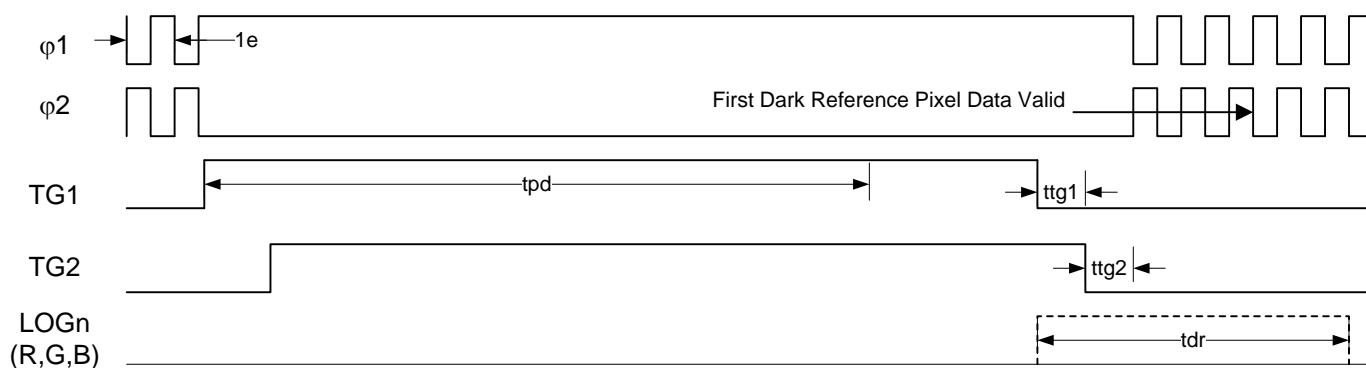 φ1
1e
φ2
First Dark Reference Pixel Data Valid
TG1
tpd
ttg1
TG2
ttg2
LOGn
(R,G,B)
tdr